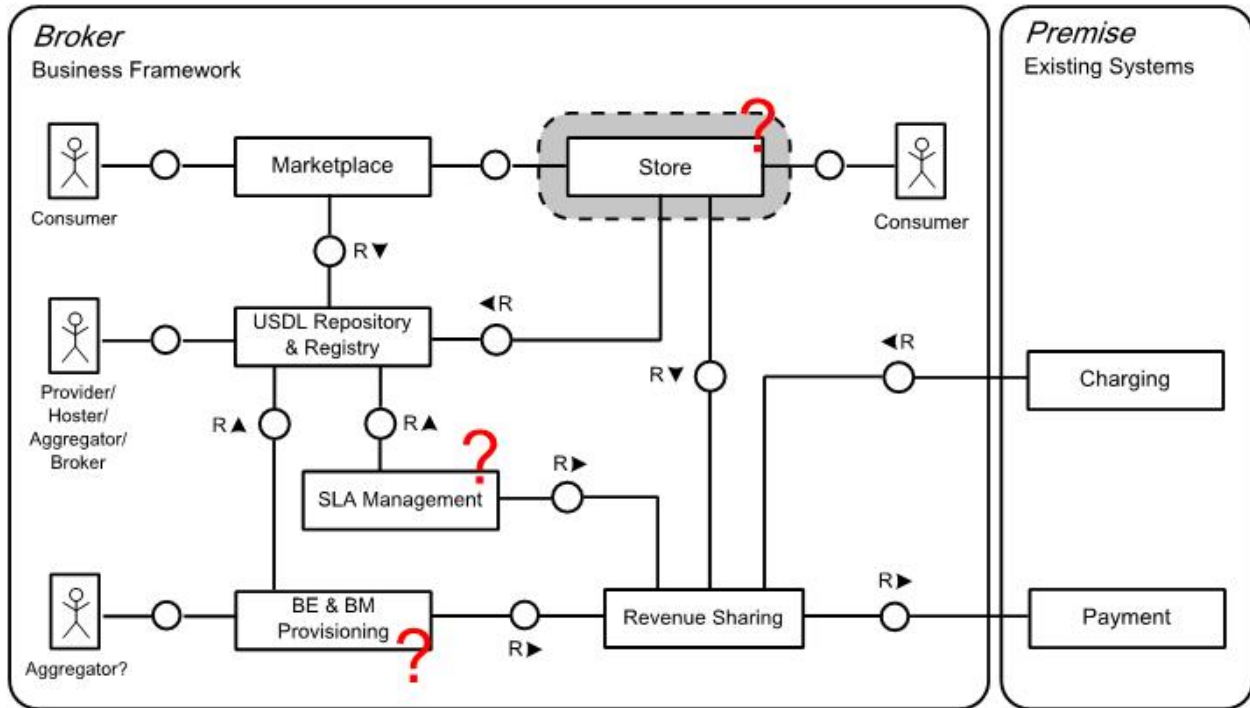 Broker
Business Framework
Premise
Existing Systems
?
Marketplace
Store
Consumer
Consumer
R▼
◄R
USDL Repository
& Registry
◄R
R▼
Charging
Provider/
Hoster/
Aggregator/
Broker
R▲
R▲
?
R►
SLA Management
R►
BE & BM
Provisioning
Revenue Sharing
Payment
?
R►
Aggregator?